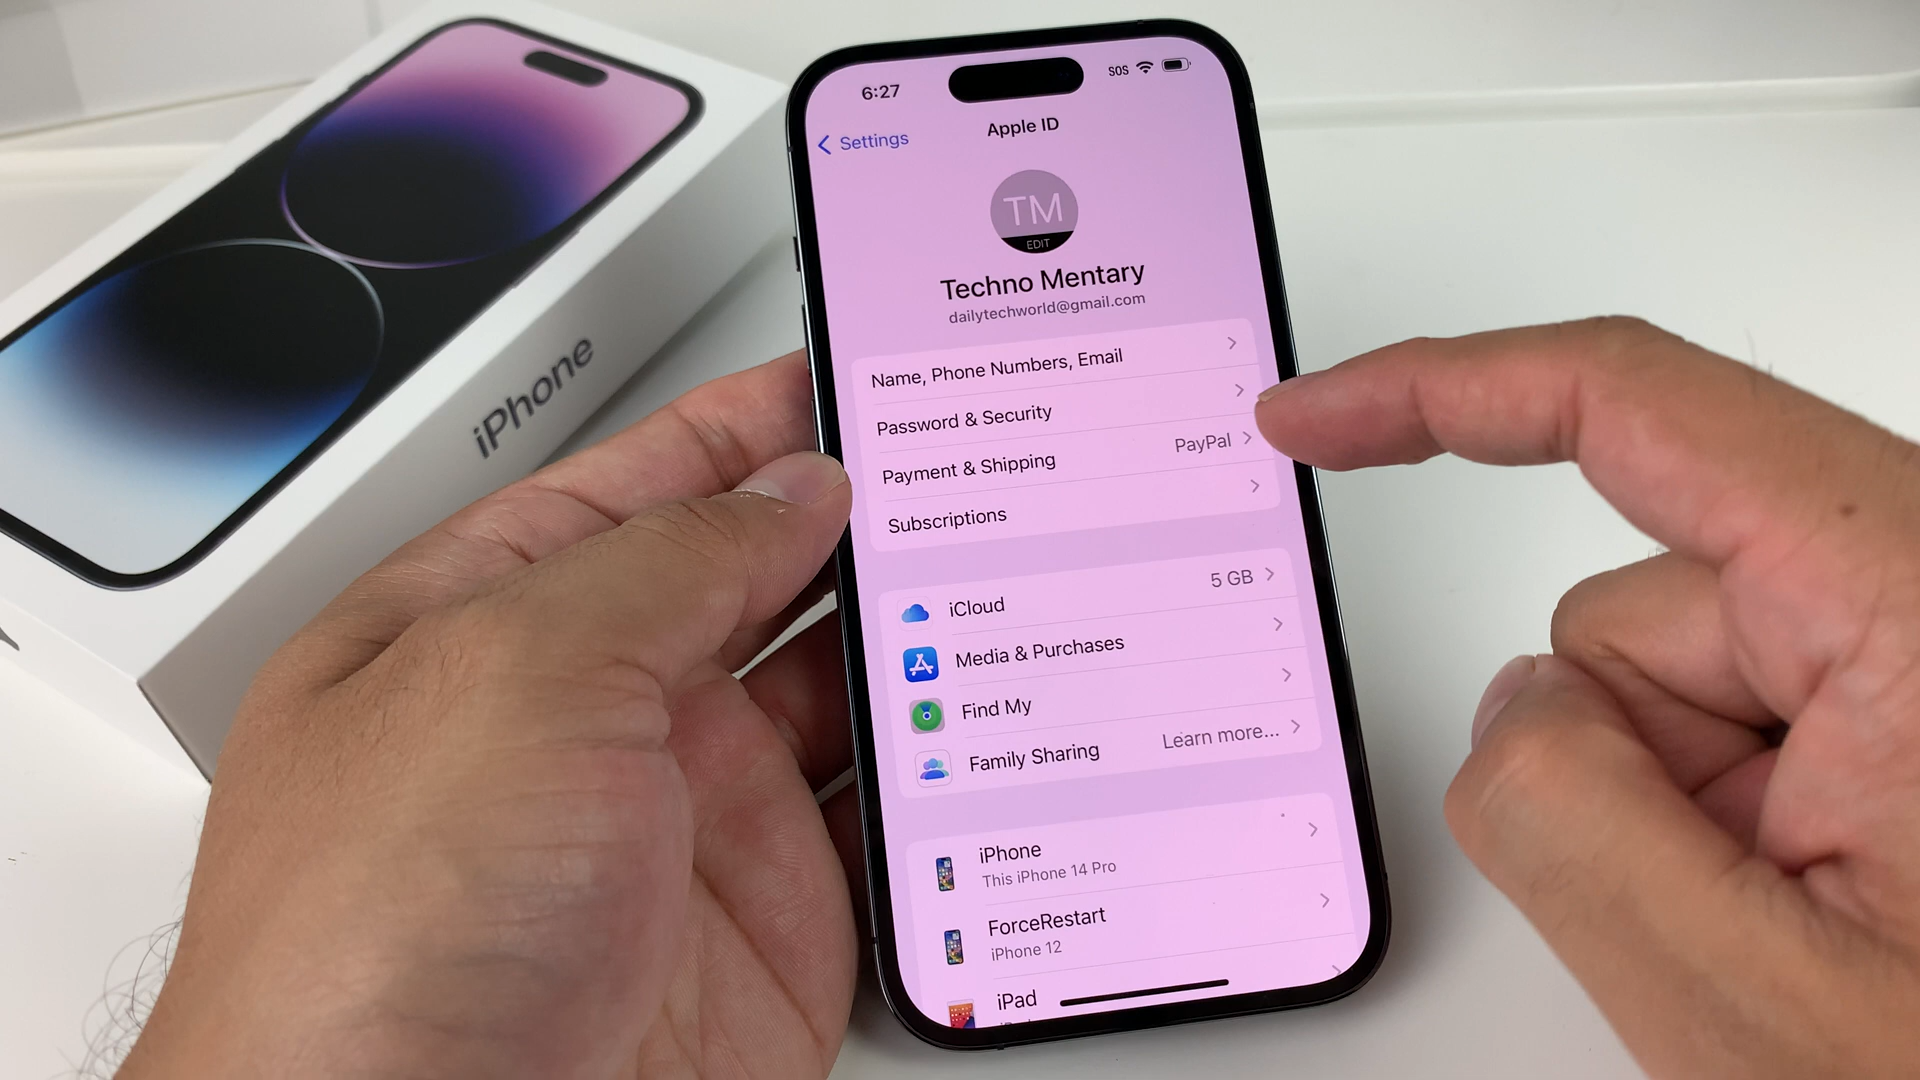 iPhone
6:27
SOS
Settings
Apple ID
TM
EDIT
Techno Mentary
dailytechworld@gmail.com
Name, Phone Numbers, Email
Password & Security
Payment & Shipping PayPal
Subscriptions
iCloud 5 GB
Media & Purchases
Find My
Family Sharing Learn more...
iPhone
This iPhone 14 Pro
ForceRestart
iPhone 12
iPad